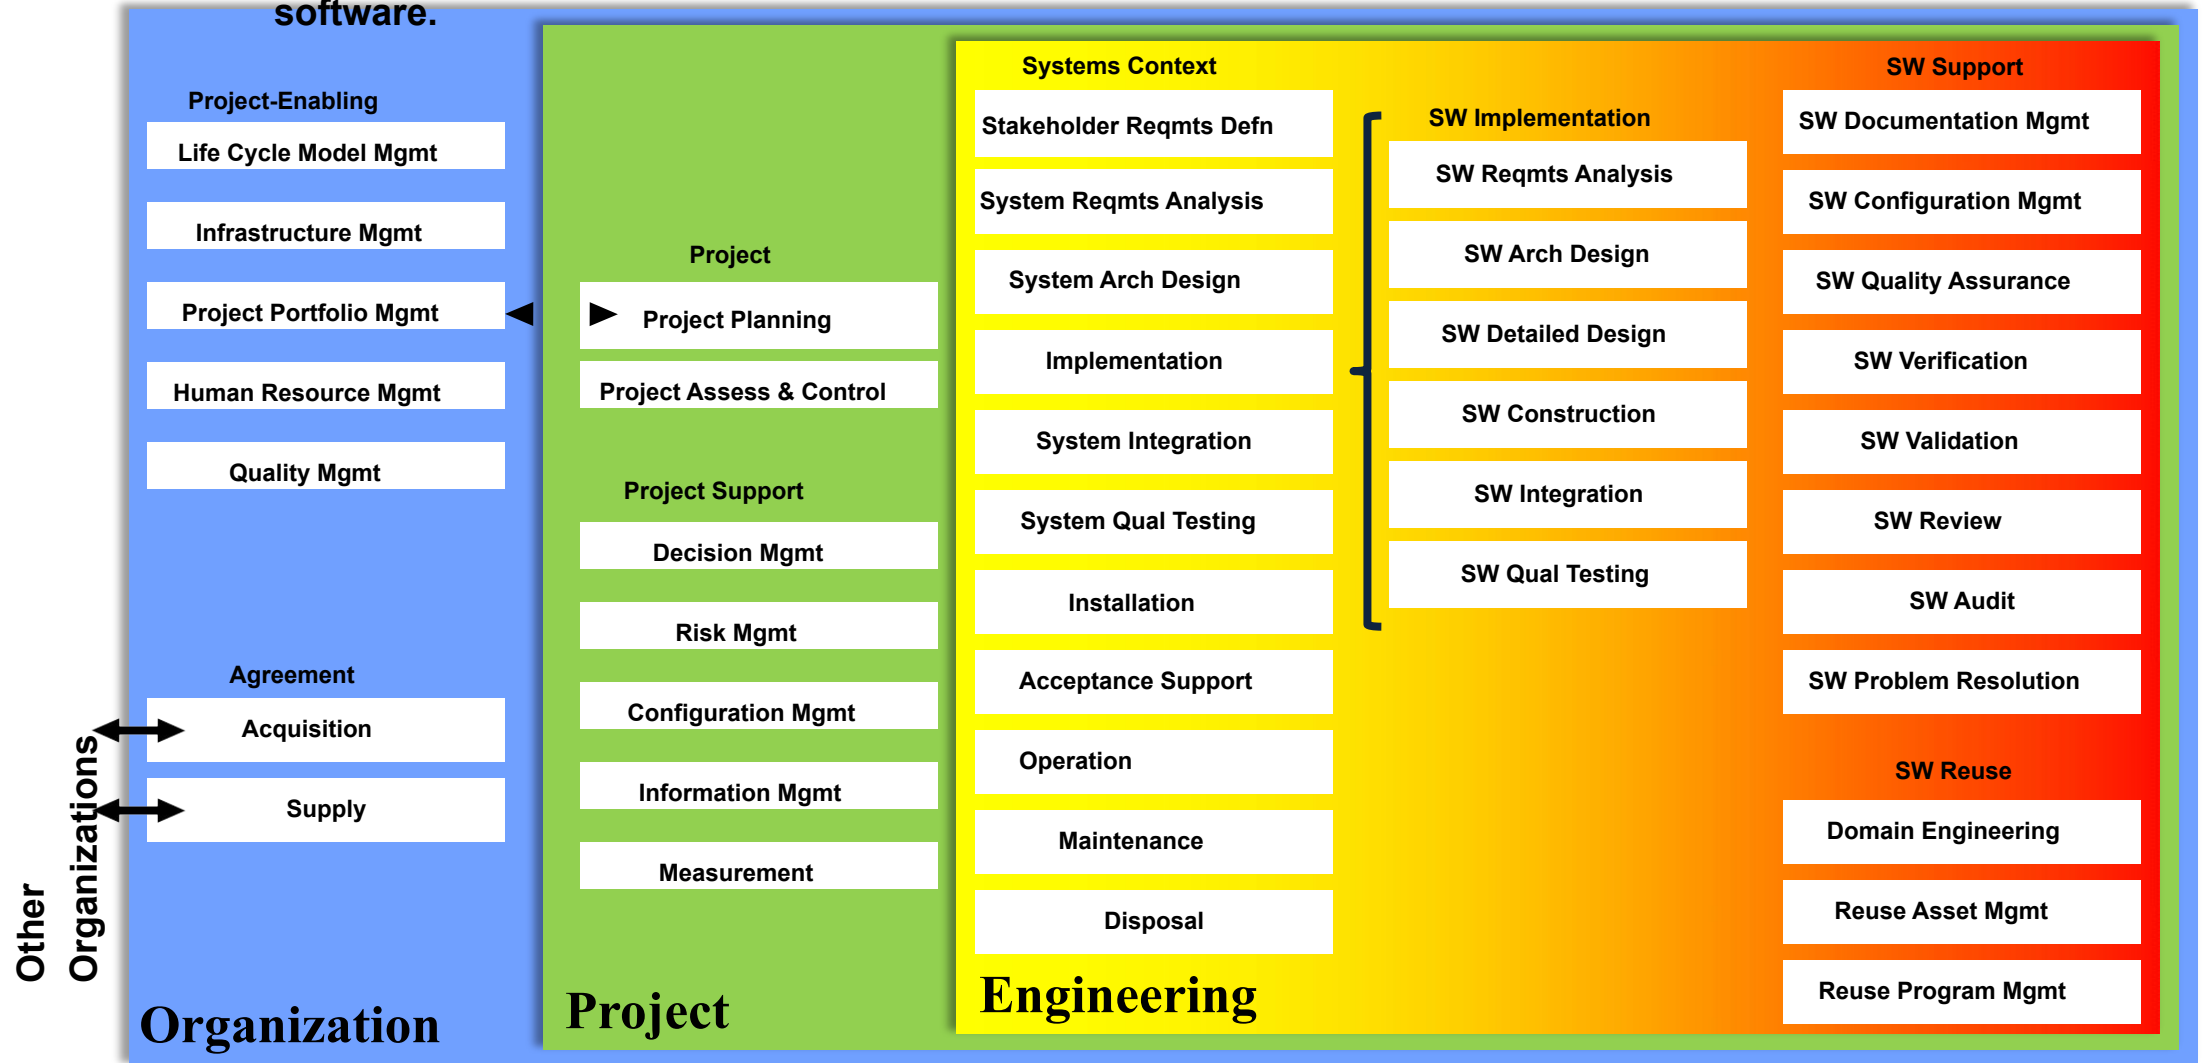 software.
Project-Enabling
Life Cycle Model Mgmt
Infrastructure Mgmt
Project Portfolio Mgmt
Human Resource Mgmt
Quality Mgmt
Agreement
Acquisition
Supply
Other
Organizations
Organization
Project
Project Planning
Project Assess & Control
Project Support
Decision Mgmt
Risk Mgmt
Configuration Mgmt
Information Mgmt
Measurement
Project
Systems Context
Stakeholder Reqmts Defn
System Reqmts Analysis
System Arch Design
Implementation
System Integration
System Qual Testing
Installation
Acceptance Support
Operation
Maintenance
Disposal
Engineering
SW Implementation
SW Reqmts Analysis
SW Arch Design
SW Detailed Design
SW Construction
SW Integration
SW Qual Testing
SW Support
SW Documentation Mgmt
SW Configuration Mgmt
SW Quality Assurance
SW Verification
SW Validation
SW Review
SW Audit
SW Problem Resolution
SW Reuse
Domain Engineering
Reuse Asset Mgmt
Reuse Program Mgmt